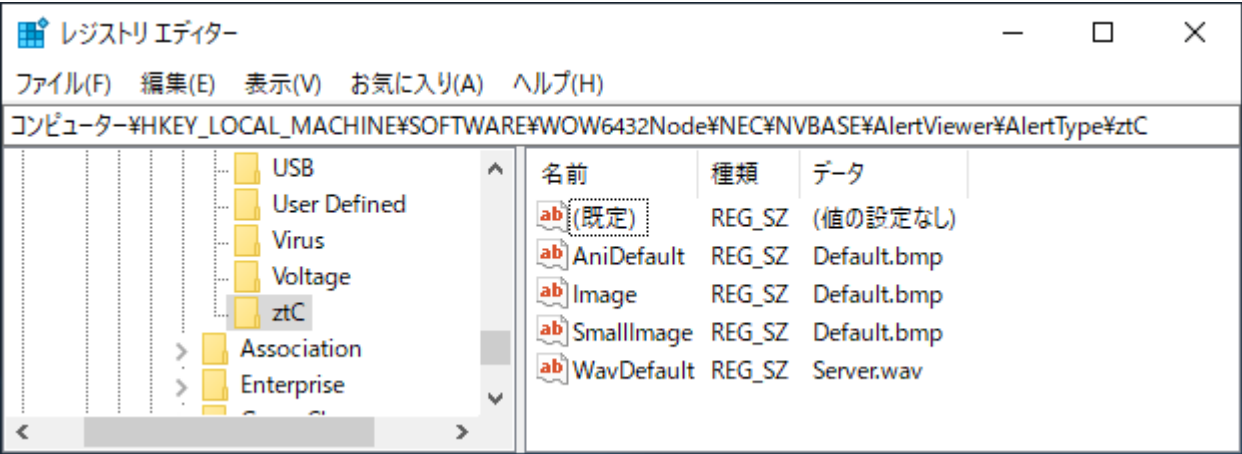 レジストリ エディター
ファイル(F) 編集(E) 表示(V) お気に入り(A) ヘルプ(H)
コンピューター¥HKEY_LOCAL_MACHINE¥SOFTWARE¥WOW6432Node¥NEC¥NVBASE¥AlertViewer¥AlertType¥ztC
USB
User Defined
Virus
Voltage
ztC
Association
Enterprise
名前 種類 データ
(既定) REG_SZ (値の設定なし)
AniDefault REG_SZ Default.bmp
Image REG_SZ Default.bmp
SmallImage REG_SZ Default.bmp
WavDefault REG_SZ Server.wav